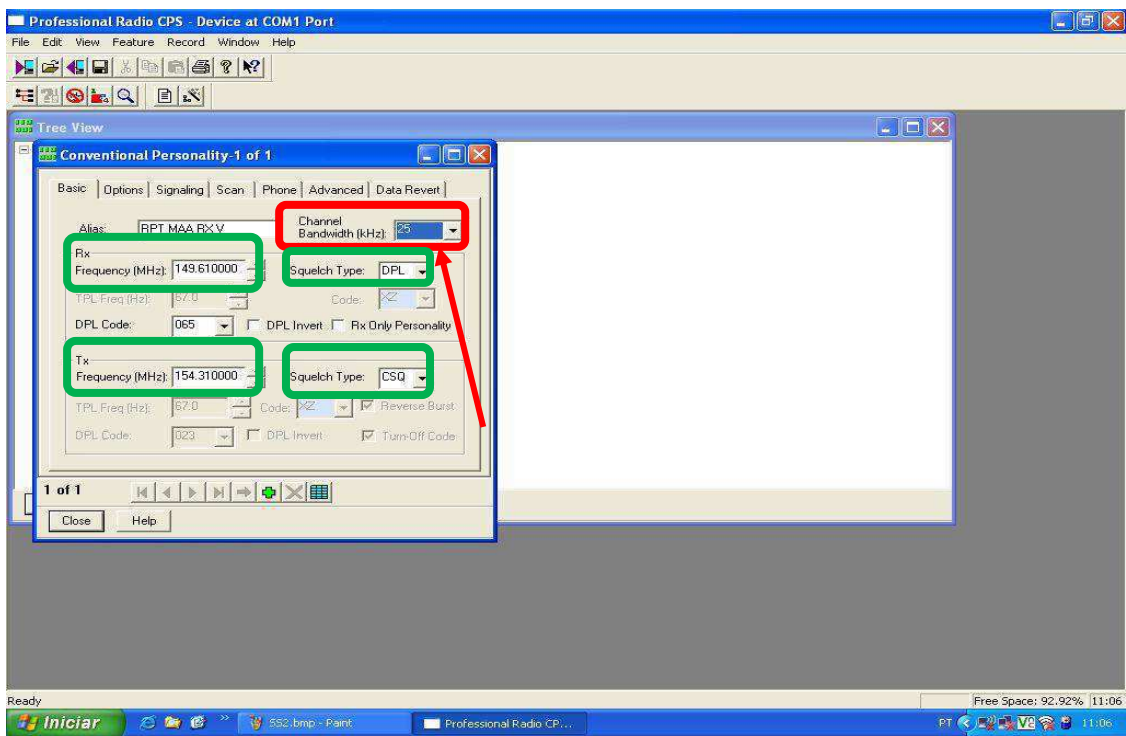 Professional Radio CPS - Device at COM1 Port
File Edit View Feature Record Window Help
Tree View
Conventional Personality-1 of 1
Basic Options Signaling Scan Phone Advanced Data Revert
Alias: RPT MAA RX V Channel Bandwidth (kHz): 25
Rx
Frequency (MHz): 149.610000 Squelch Type: DPL
TPL Freq (Hz): 67.0 Code: XZ
DPL Code: 065 DPL Invert Rx Only Personality
Tx
Frequency (MHz): 154.310000 Squelch Type: CSQ
TPL Freq (Hz): 67.0 Code: XZ Reverse Burst
DPL Code: 023 DPL Invert Turn-Off Code
1 of 1
Close Help
Ready Free Space: 92.92% 11:06
Iniciar 552.bmp - Paint Professional Radio CP... PT V2 11:06